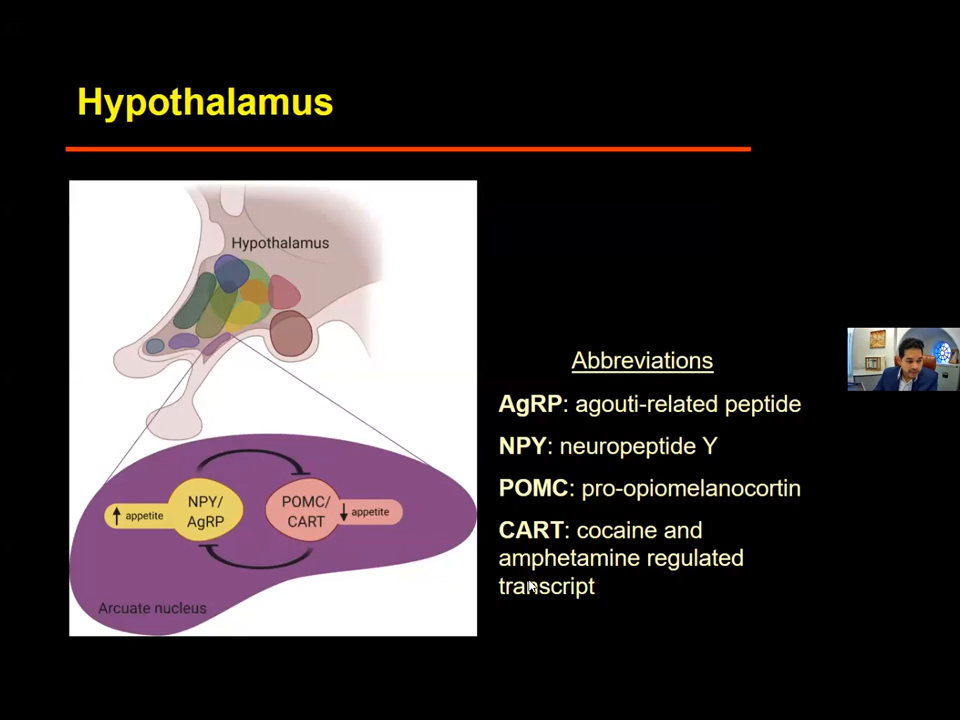 Hypothalamus
Hypothalamus
NPY/
AgRP
appetite
POMC/
CART
appetite
Arcuate nucleus
Abbreviations
AgRP: agouti-related peptide
NPY: neuropeptide Y
POMC: pro-opiomelanocortin
CART: cocaine and
amphetamine regulated
transcript